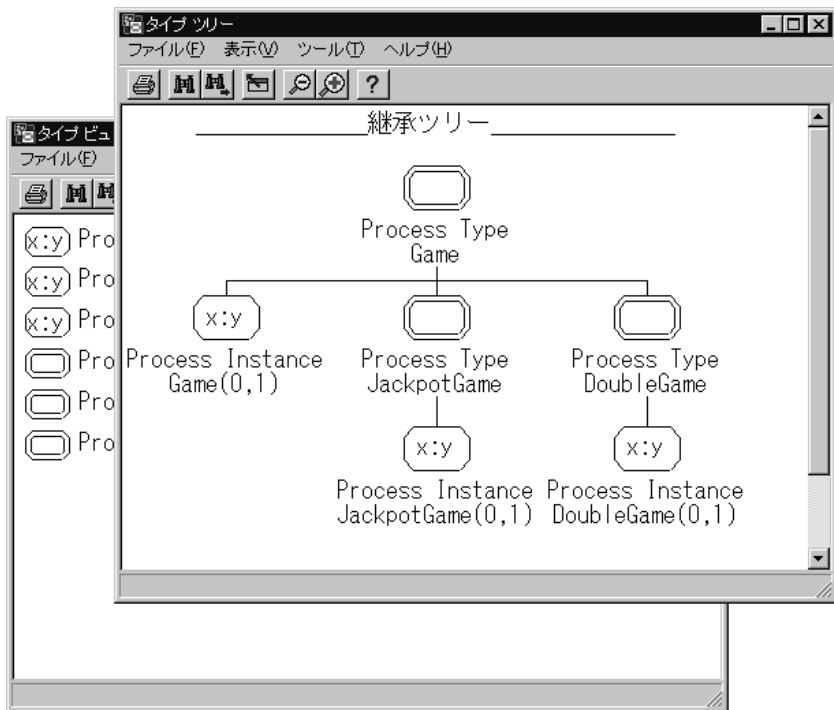 タイプ ツリー
ファイル(F) 表示(V) ツール(T) ヘルプ(H)
継承ツリー
Process Type
Game
x:y
Process Instance
Game(0,1)
Process Type
JackpotGame
Process Type
DoubleGame
x:y
Process Instance
JackpotGame(0,1)
x:y
Process Instance
DoubleGame(0,1)
タイプ ビュ
ファイル(F)
x:y Pro
x:y Pro
x:y Pro
Pro
Pro
Pro